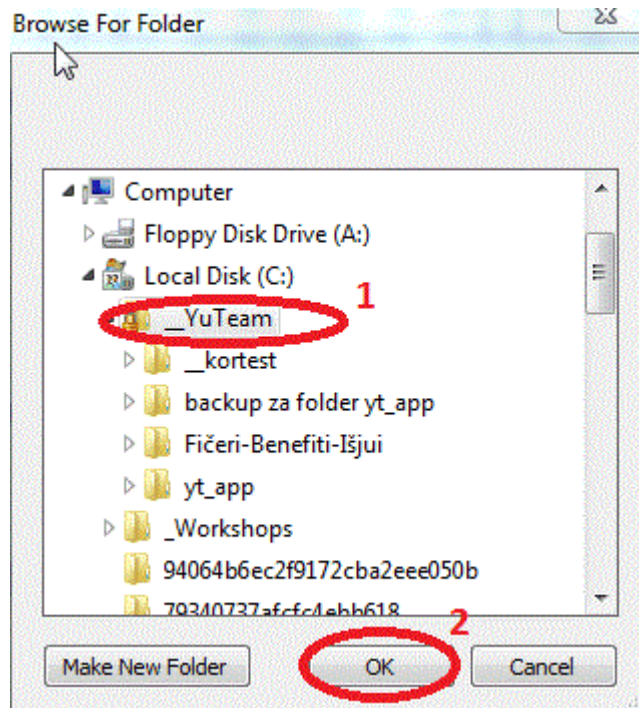 Browse For Folder
Computer
Floppy Disk Drive (A:)
Local Disk (C:)
1
__YuTeam
__kortest
backup za folder yt_app
Fičeri-Benefiti-Išjui
yt_app
_Workshops
94064b6ec2f9172cba2eee050b
2
Make New Folder
OK
Cancel